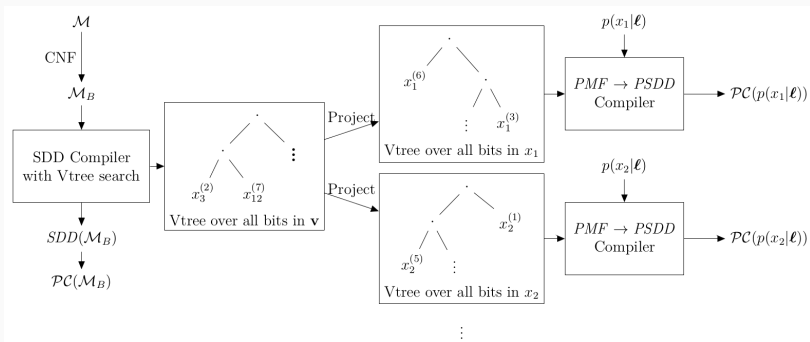 𝓜
CNF
𝓜_B
SDD Compiler
with Vtree search
SDD(𝓜_B)
𝒫𝒞(𝓜_B)
.
.
⋮
x_3^{(2)} x_{12}^{(7)}
Vtree over all bits in v
Project
Project
.
x_1^{(6)}
.
⋮ x_1^{(3)}
Vtree over all bits in x_1
.
. x_2^{(1)}
x_2^{(5)} ⋮
Vtree over all bits in x_2
⋮
p(x_1|ℓ)
PMF → PSDD
Compiler
𝒫𝒞(p(x_1|ℓ))
p(x_2|ℓ)
PMF → PSDD
Compiler
𝒫𝒞(p(x_2|ℓ))